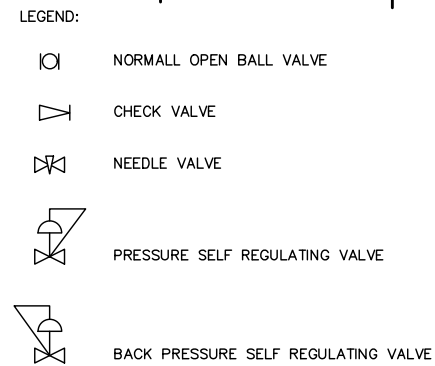 LEGEND:
NORMALL OPEN BALL VALVE
CHECK VALVE
NEEDLE VALVE
PRESSURE SELF REGULATING VALVE
BACK PRESSURE SELF REGULATING VALVE